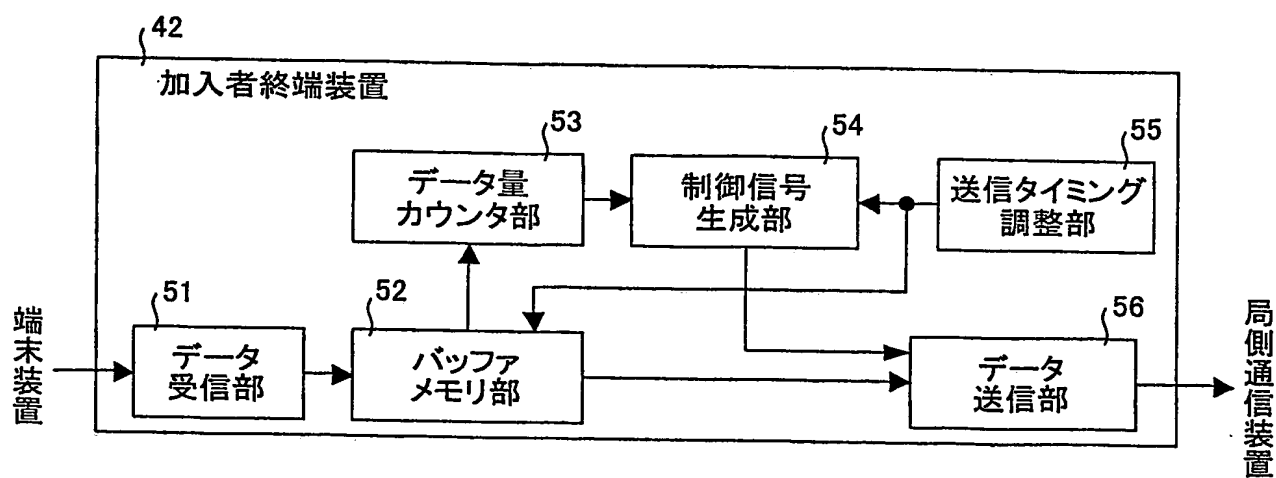 42
加入者終端装置
53
データ量
カウンタ部
54
制御信号
生成部
55
送信タイミング
調整部
端末装置
51
データ
受信部
52
バッファ
メモリ部
56
データ
送信部
局側通信装置